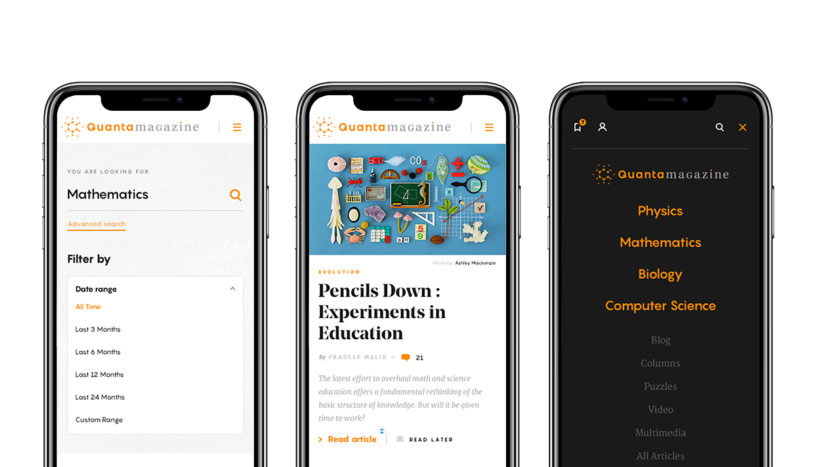 Quantamagazine
YOU ARE LOOKING FOR
Mathematics
Advanced search
Filter by
Date range
All Time
Last 3 Months
Last 6 Months
Last 12 Months
Last 24 Months
Custom Range
Quantamagazine
Photo by Ashley Mackenzie
EVOLUTION
Pencils Down :
Experiments in
Education
By PRADEEP MALIK — 21
The latest effort to overhaul math and science
education offers a fundamental rethinking of the
basic structure of knowledge. But will it be given
time to work?
Read article
READ LATER
7
Quantamagazine
Physics
Mathematics
Biology
Computer Science
Blog
Columns
Puzzles
Video
Multimedia
All Articles